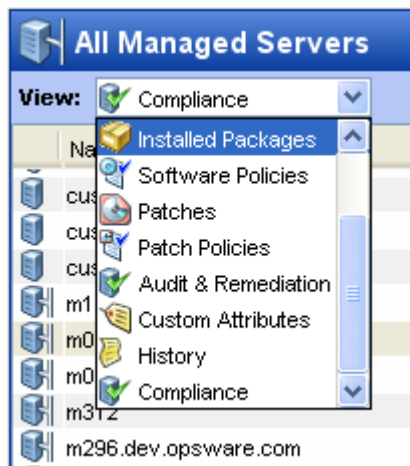 All Managed Servers
View: Compliance
Na
Installed Packages
Software Policies
cus
Patches
cus
Patch Policies
cus
Audit & Remediation
m1
Custom Attributes
m0
History
m0
Compliance
m312
m296.dev.opsware.com